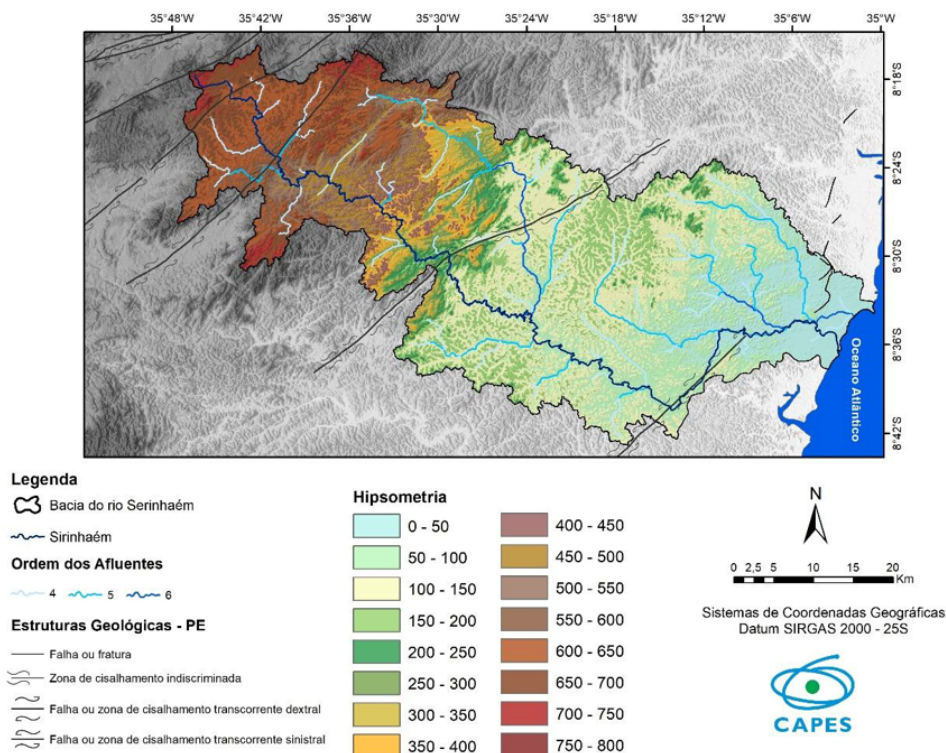 35°48'W 35°42'W 35°36'W 35°30'W 35°24'W 35°18'W 35°12'W 35°6'W 35°W
8°18'S
8°24'S
8°30'S
8°36'S
8°42'S
Oceano Atlântico
Legenda
Bacia do rio Serinhaém
Sirinhaém
Ordem dos Afluentes
4 5 6
Estruturas Geológicas - PE
Falha ou fratura
Zona de cisalhamento indiscriminada
Falha ou zona de cisalhamento transcorrente dextral
Falha ou zona de cisalhamento transcorrente sinistral
Hipsometria
0 - 50
50 - 100
100 - 150
150 - 200
200 - 250
250 - 300
300 - 350
350 - 400
400 - 450
450 - 500
500 - 550
550 - 600
600 - 650
650 - 700
700 - 750
750 - 800
N
0 2,5 5 10 15 20
Km
Sistemas de Coordenadas Geográficas
Datum SIRGAS 2000 - 25S
CAPES